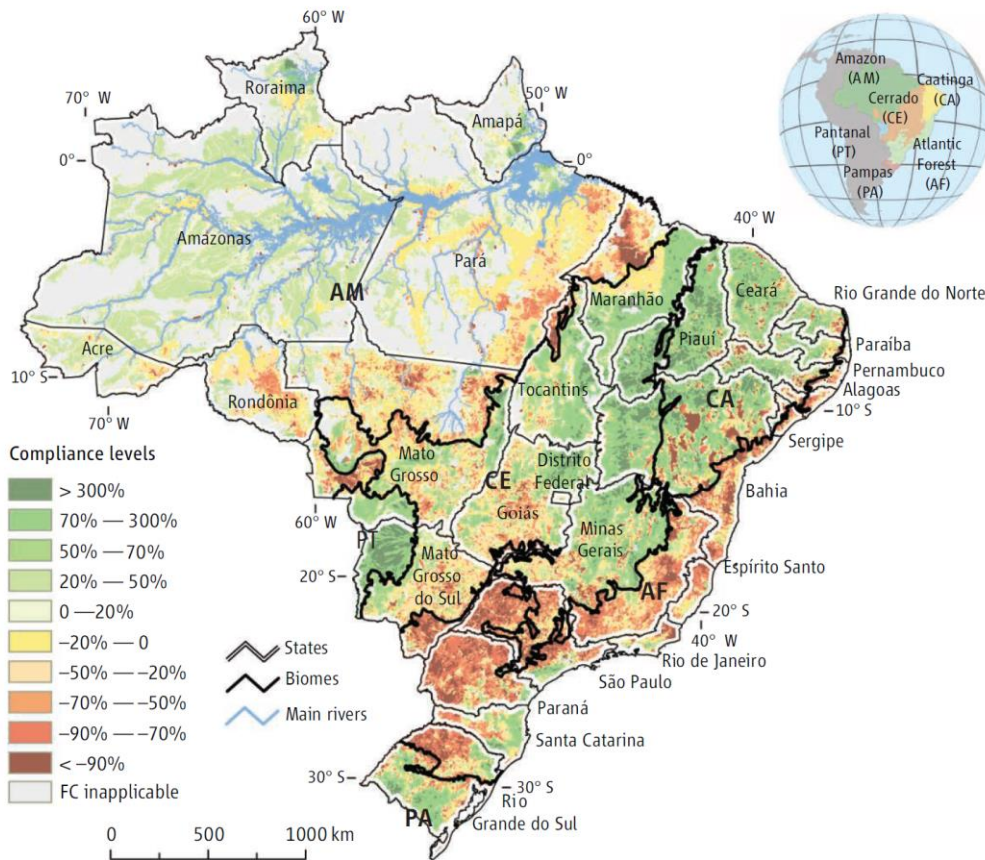 60° W
70° W
Roraima
50° W
Amapá
0°
0°
Amazon
(AM)
Caatinga
(CA)
Cerrado
(CE)
Pantanal
(PT)
Atlantic
Forest
(AF)
Pampas
(PA)
40° W
Amazonas
Pará
AM
Maranhão
Ceará
Rio Grande do Norte
Piauí
Paraíba
Pernambuco
Alagoas
Acre
10° S
Rondônia
Tocantins
CA
10° S
70° W
Sergipe
Mato
Grosso
Distrito
Federal
CE
Bahia
Goiás
60° W
Minas
Gerais
PT
Mato
Grosso
do Sul
Espírito Santo
20° S
AF
20° S
40° W
Rio de Janeiro
São Paulo
Paraná
Santa Catarina
30° S
30° S
Rio
Grande do Sul
PA
Compliance levels
> 300%
70% — 300%
50% — 70%
20% — 50%
0 — 20%
–20% — 0
–50% — –20%
–70% — –50%
–90% — –70%
< –90%
FC inapplicable
States
Biomes
Main rivers
0 500 1000 km